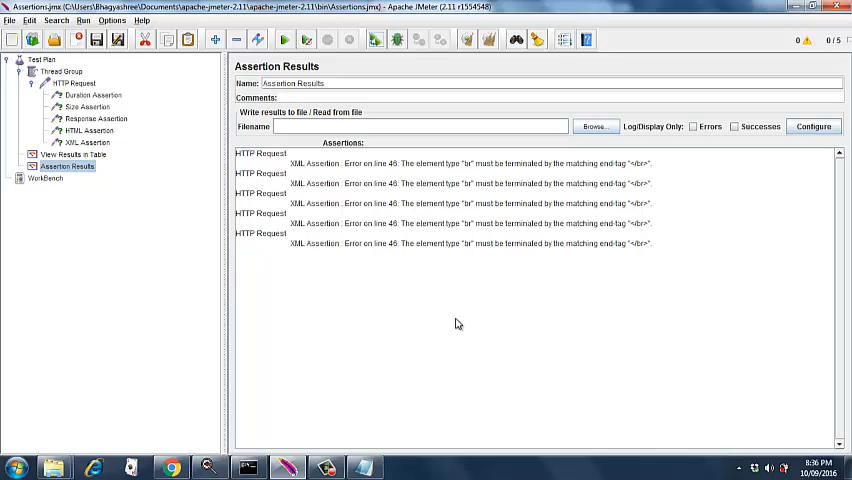 Assertions.jmx (C:\Users\Bhagyashree\Documents\apache-jmeter-2.11\apache-jmeter-2.11\bin\Assertions.jmx) - Apache JMeter (2.11 r1554548)
File Edit Search Run Options Help
0 0 / 5
Test Plan
Thread Group
HTTP Request
Duration Assertion
Size Assertion
Response Assertion
HTML Assertion
XML Assertion
View Results in Table
Assertion Results
WorkBench
Assertion Results
Name: Assertion Results
Comments:
Write results to file / Read from file
Filename Browse... Log/Display Only: Errors Successes Configure
Assertions:
HTTP Request
XML Assertion : Error on line 46: The element type "br" must be terminated by the matching end-tag "</br>".
HTTP Request
XML Assertion : Error on line 46: The element type "br" must be terminated by the matching end-tag "</br>".
HTTP Request
XML Assertion : Error on line 46: The element type "br" must be terminated by the matching end-tag "</br>".
HTTP Request
XML Assertion : Error on line 46: The element type "br" must be terminated by the matching end-tag "</br>".
HTTP Request
XML Assertion : Error on line 46: The element type "br" must be terminated by the matching end-tag "</br>".
8:36 PM
10/09/2016